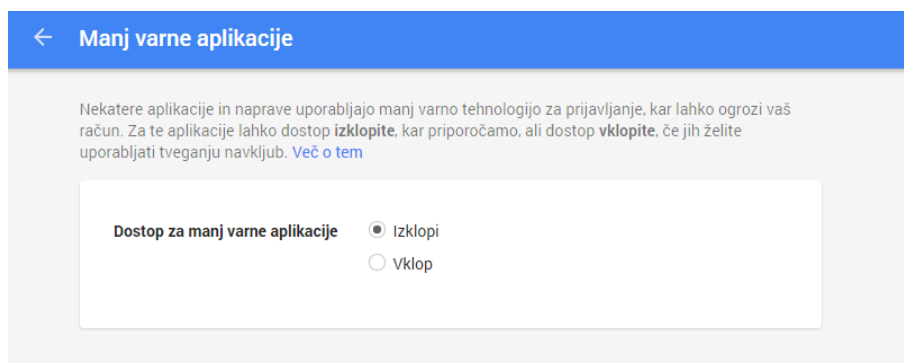 Manj varne aplikacije
Nekatere aplikacije in naprave uporabljajo manj varno tehnologijo za prijavljanje, kar lahko ogrozi vaš
račun. Za te aplikacije lahko dostop izklopite, kar priporočamo, ali dostop vklopite, če jih želite
uporabljati tveganju navkljub. Več o tem
Dostop za manj varne aplikacije Izklopi
Vklop